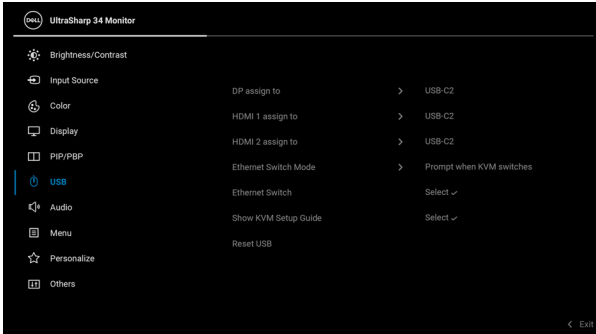 DELL UltraSharp 34 Monitor
Brightness/Contrast
Input Source
Color
Display
PIP/PBP
USB
Audio
Menu
Personalize
Others
DP assign to > USB-C2
HDMI 1 assign to > USB-C2
HDMI 2 assign to > USB-C2
Ethernet Switch Mode > Prompt when KVM switches
Ethernet Switch Select ✓
Show KVM Setup Guide Select ✓
Reset USB
< Exit